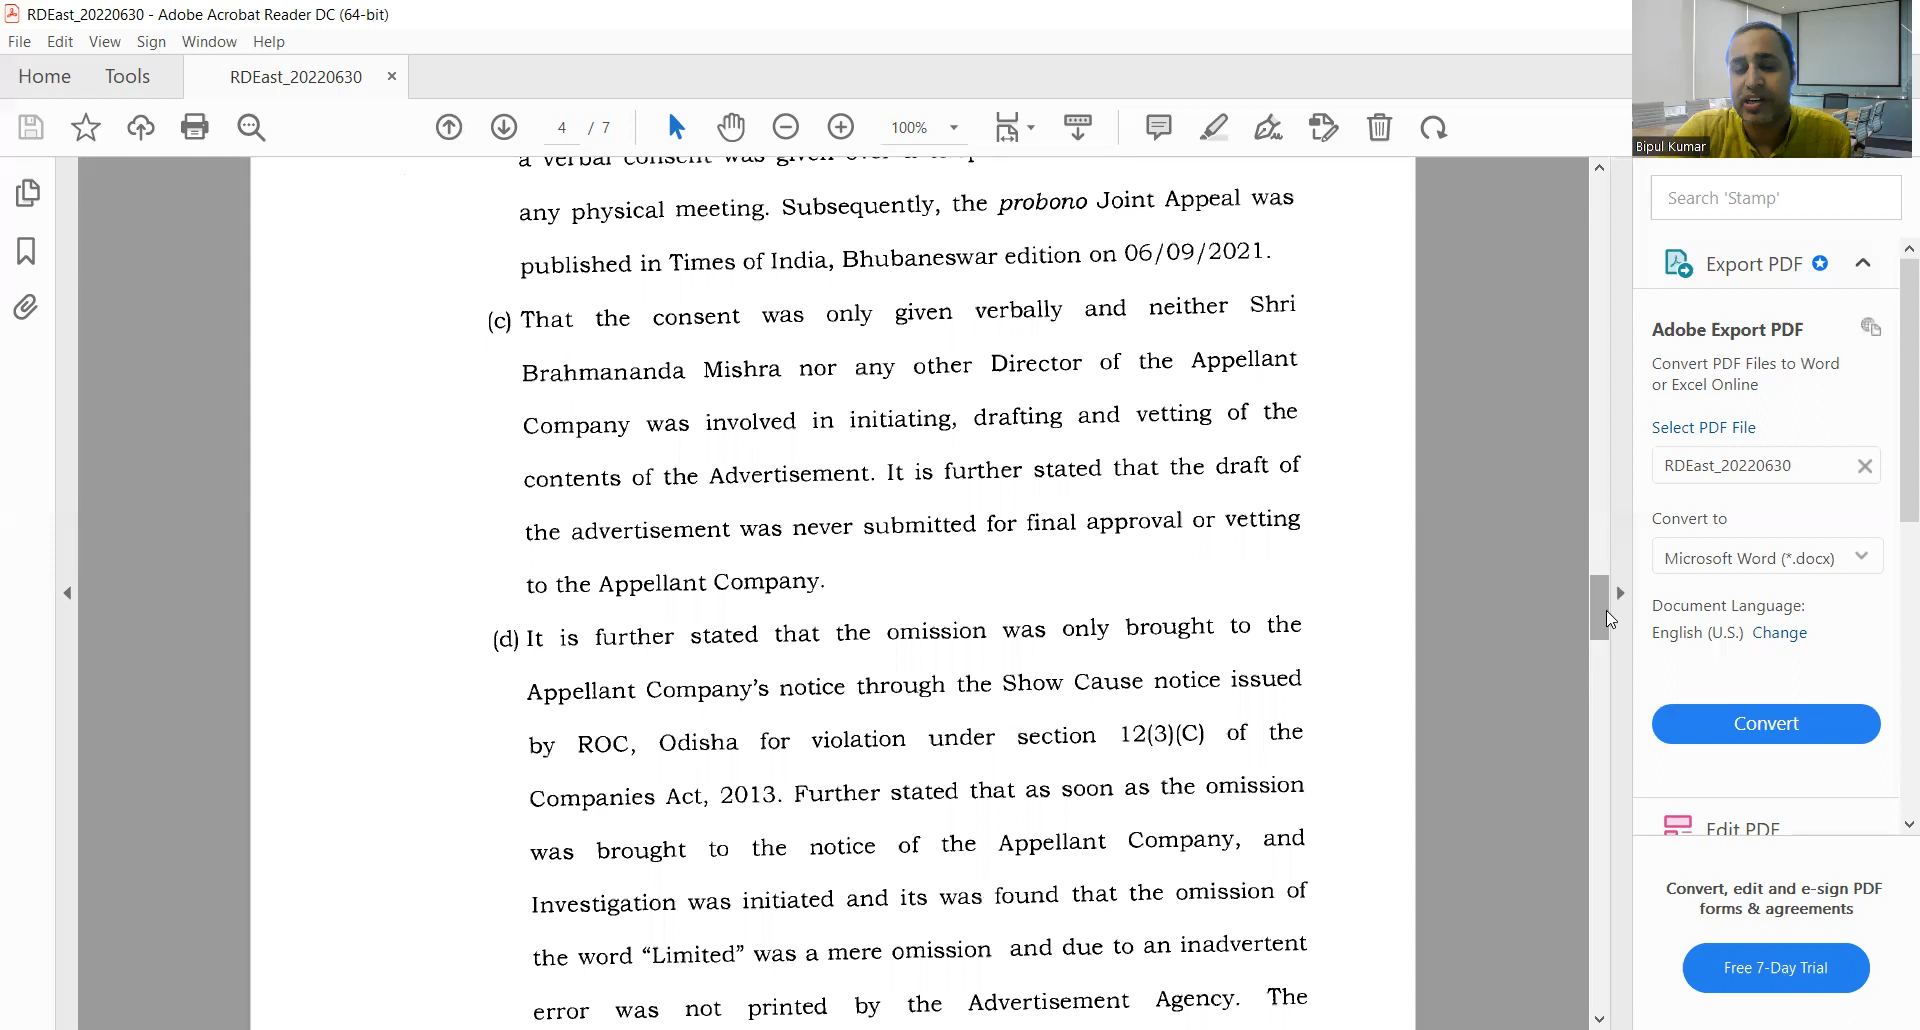 RDEast_20220630 - Adobe Acrobat Reader DC (64-bit)
File Edit View Sign Window Help
Home Tools RDEast_20220630 ×
4 / 7 100%
Bipul Kumar
a verbal consent was given over
any physical meeting. Subsequently, the probono Joint Appeal was
published in Times of India, Bhubaneswar edition on 06/09/2021.
(c) That the consent was only given verbally and neither Shri
Brahmananda Mishra nor any other Director of the Appellant
Company was involved in initiating, drafting and vetting of the
contents of the Advertisement. It is further stated that the draft of
the advertisement was never submitted for final approval or vetting
to the Appellant Company.
(d) It is further stated that the omission was only brought to the
Appellant Company's notice through the Show Cause notice issued
by ROC, Odisha for violation under section 12(3)(C) of the
Companies Act, 2013. Further stated that as soon as the omission
was brought to the notice of the Appellant Company, and
Investigation was initiated and its was found that the omission of
the word “Limited” was a mere omission and due to an inadvertent
error was not printed by the Advertisement Agency. The
Search 'Stamp'
Export PDF
Adobe Export PDF
Convert PDF Files to Word
or Excel Online
Select PDF File
RDEast_20220630
Convert to
Microsoft Word (*.docx)
Document Language:
English (U.S.) Change
Convert
Edit PDF
Convert, edit and e-sign PDF
forms & agreements
Free 7-Day Trial